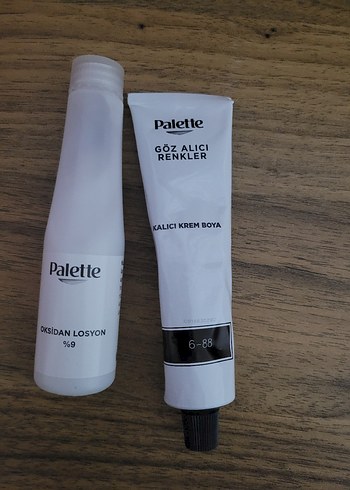 Palette
OKSİDAN LOSYON
%9
Palette
GÖZ ALICI
RENKLER
KALICI KREM BOYA
6-88